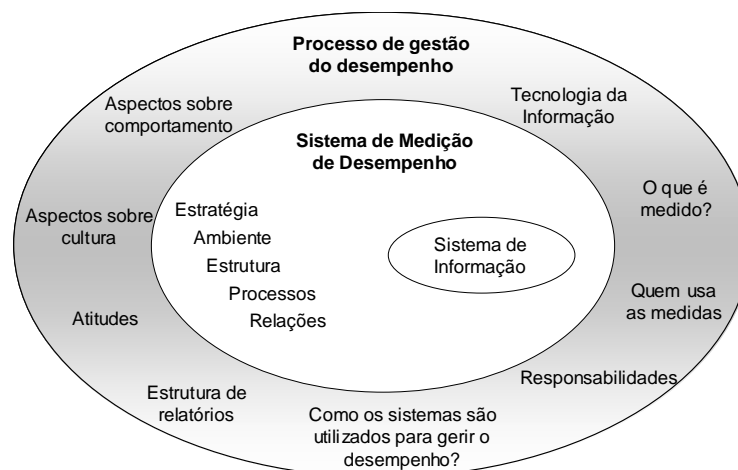 Processo de gestão
do desempenho
Aspectos sobre
comportamento
Tecnologia da
Informação
Sistema de Medição
de Desempenho
O que é
medido?
Aspectos sobre
cultura
Estratégia
Ambiente
Estrutura
Processos
Relações
Sistema de
Informação
Quem usa
as medidas
Atitudes
Responsabilidades
Estrutura de
relatórios
Como os sistemas são
utilizados para gerir o
desempenho?